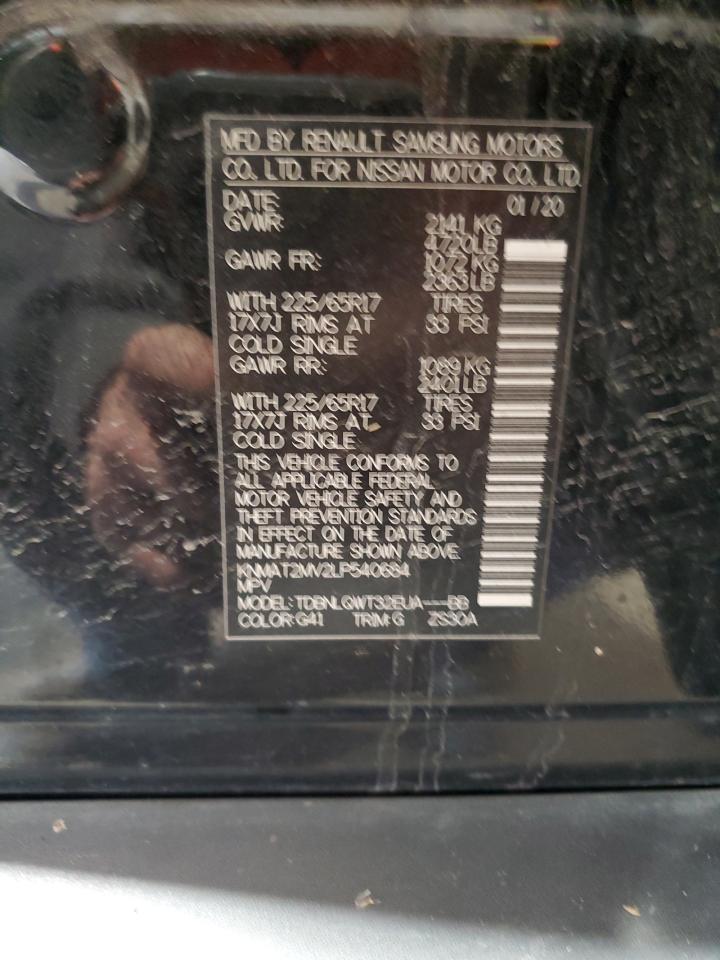 MFD BY RENAULT SAMSUNG MOTORS
CO., LTD. FOR NISSAN MOTOR CO., LTD.
DATE: 01/20
GVWR: 2141 KG
4720LB
GAWR FR: 1072 KG
2363LB
WITH 225/65R17 TIRES
17X7J RIMS AT 33 PSI
COLD SINGLE
GAWR RR: 1089 KG
2401LB
WITH 225/65R17 TIRES
17X7J RIMS AT 33 PSI
COLD SINGLE
THIS VEHICLE CONFORMS TO
ALL APPLICABLE FEDERAL
MOTOR VEHICLE SAFETY AND
THEFT PREVENTION STANDARDS
IN EFFECT ON THE DATE OF
MANUFACTURE SHOWN ABOVE.
KNMAT2MV2LP540654
MPV
MODEL: TDBNLQWT32EUA---BB
COLOR:G41 TRIM:G ZS30A